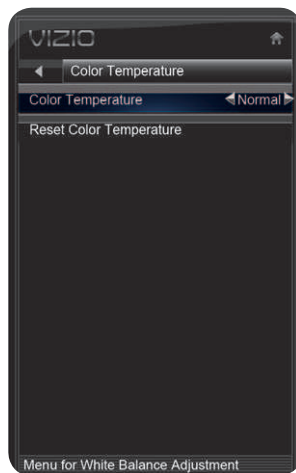 VIZIO
Color Temperature
Color Temperature Normal
Reset Color Temperature
Menu for White Balance Adjustment